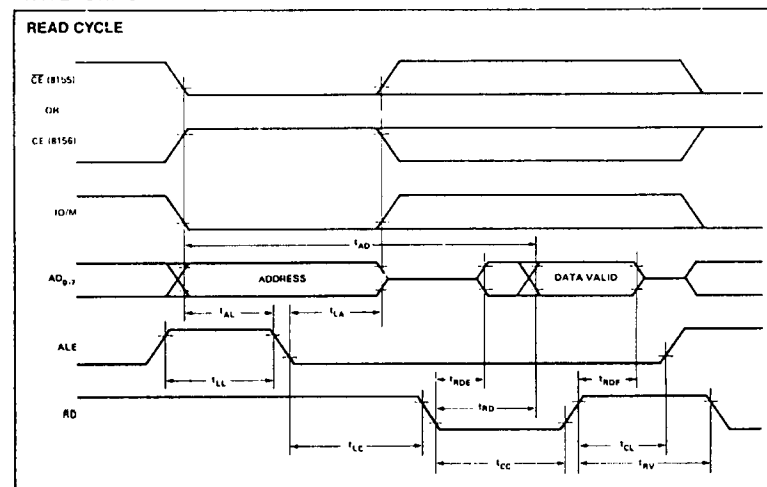 READ CYCLE
CE (8155)
OR
CE (8156)
IO/M
tAD
AD0-7
ADDRESS
DATA VALID
tAL
tLA
ALE
tLL
tRDE
tRDF
RD
tRD
tLC
tCC
tCL
tRV